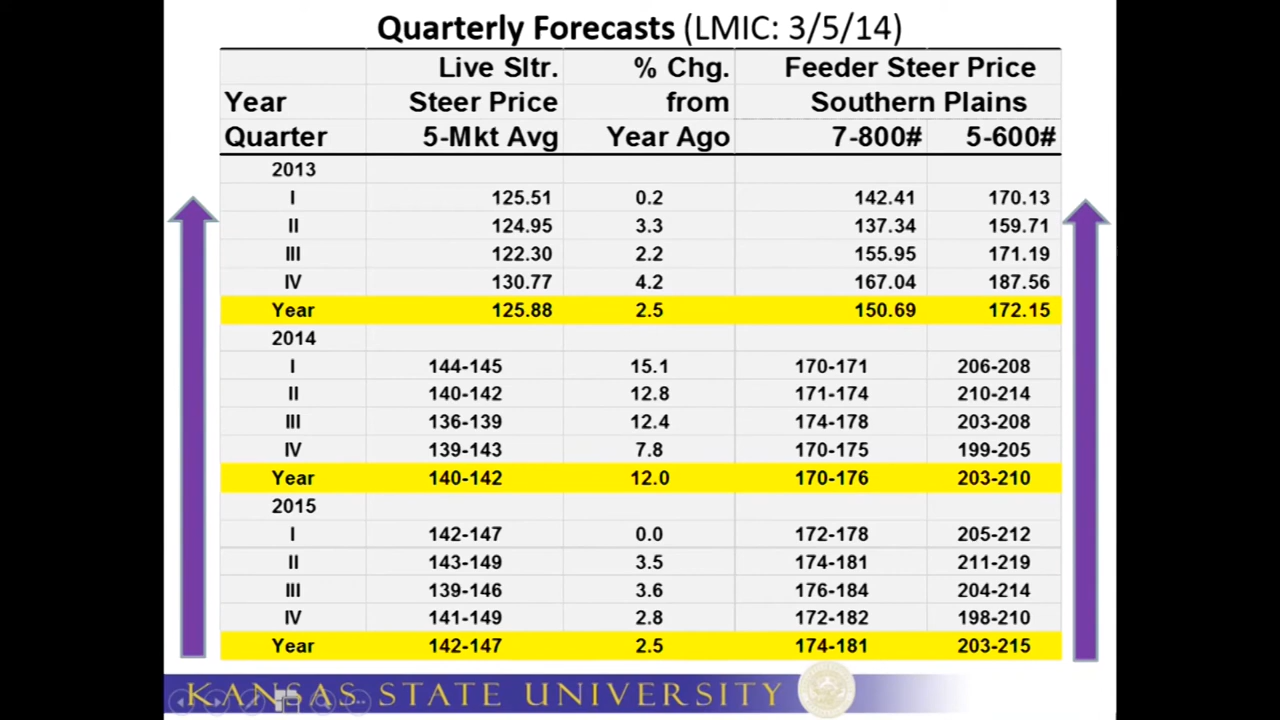 Quarterly Forecasts (LMIC: 3/5/14)
Live Sltr. % Chg. Feeder Steer Price
Year Steer Price from Southern Plains
Quarter 5-Mkt Avg Year Ago 7-800# 5-600#
2013
I 125.51 0.2 142.41 170.13
II 124.95 3.3 137.34 159.71
III 122.30 2.2 155.95 171.19
IV 130.77 4.2 167.04 187.56
Year 125.88 2.5 150.69 172.15
2014
I 144-145 15.1 170-171 206-208
II 140-142 12.8 171-174 210-214
III 136-139 12.4 174-178 203-208
IV 139-143 7.8 170-175 199-205
Year 140-142 12.0 170-176 203-210
2015
I 142-147 0.0 172-178 205-212
II 143-149 3.5 174-181 211-219
III 139-146 3.6 176-184 204-214
IV 141-149 2.8 172-182 198-210
Year 142-147 2.5 174-181 203-215
KANSAS STATE UNIVERSITY